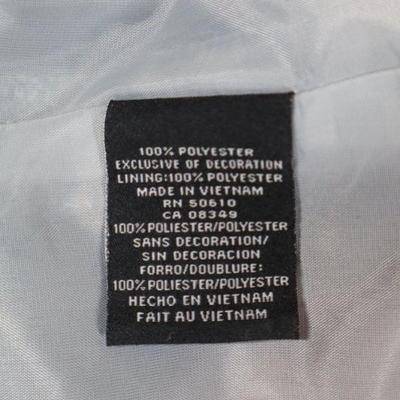 100% POLYESTER
EXCLUSIVE OF DECORATION
LINING:100% POLYESTER
MADE IN VIETNAM
RN 50610
CA 08349
100% POLIESTER/POLYESTER
SANS DECORATION/
SIN DECORACION
FORRO/DOUBLURE:
100% POLIESTER/POLYESTER
HECHO EN VIETNAM
FAIT AU VIETNAM